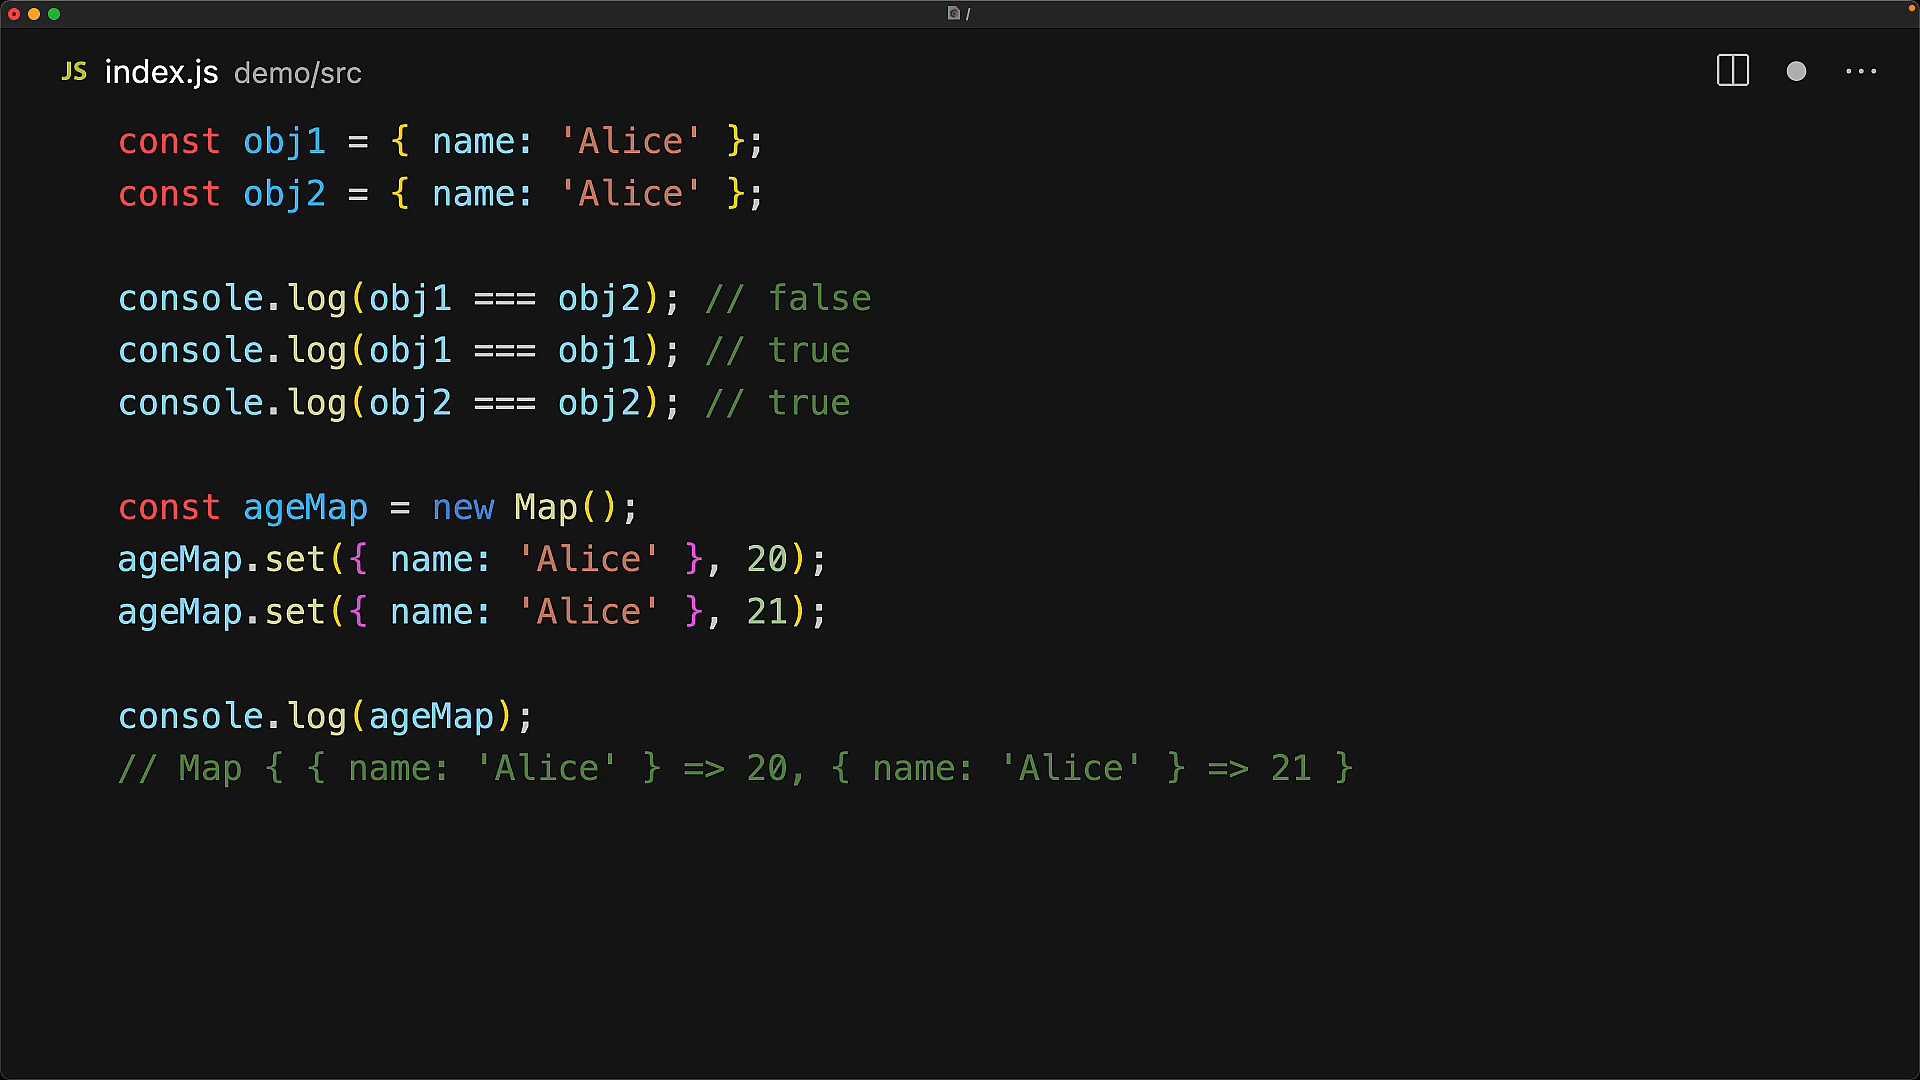 /
JS index.js demo/src
const obj1 = { name: 'Alice' };
const obj2 = { name: 'Alice' };
console.log(obj1 === obj2); // false
console.log(obj1 === obj1); // true
console.log(obj2 === obj2); // true
const ageMap = new Map();
ageMap.set({ name: 'Alice' }, 20);
ageMap.set({ name: 'Alice' }, 21);
console.log(ageMap);
// Map { { name: 'Alice' } => 20, { name: 'Alice' } => 21 }